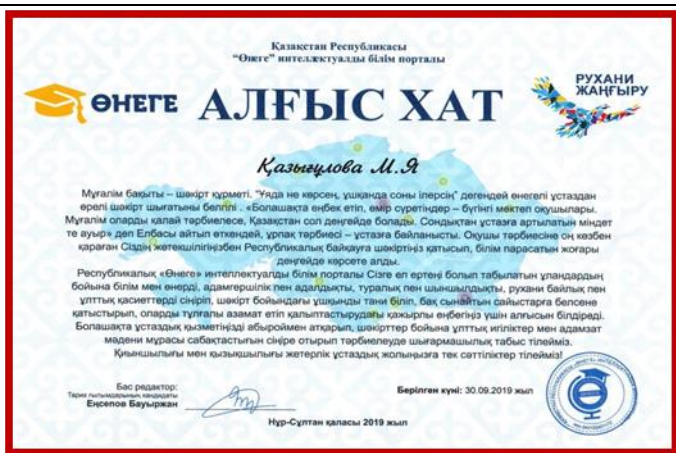 Қазақстан Республикасы
"Өнеге" интеллектуалды білім порталы
ӨНЕГЕ
АЛҒЫС ХАТ
РУХАНИ
ЖАҢҒЫРУ
Қазыгулова М.Я
Мұғалім бақыты – шәкірт құрметі. "Ұяда не көрсең, ұшқанда соны ілерсің" дегендей өнегелі ұстаздан
өрелі шәкірт шығатыны белгілі . «Болашақта еңбек етіп, өмір сүретіндер – бүгінгі мектеп оқушылары.
Мұғалім оларды қалай тәрбиелесе, Қазақстан сол деңгейде болады. Сондықтан ұстазға артылатын міндет
те ауыр» деп Елбасы айтып өткендей, ұрпақ тәрбиесі – ұстазға байланысты. Оқушы тәрбиесіне оң көзбен
қараған Сіздің жетекшілігіңізбен Республикалық байқауға шәкіртіңіз қатысып, білім парасатын жоғары
деңгейде көрсете алды.
Республикалық «Өнеге» интеллектуалды білім порталы Сізге ел ертеңі болып табылатын ұландардың
бойына білім мен өнерді, адамгершілік пен адалдықты, туралық пен шыншылдықты, рухани байлық пен
ұлттық қасиеттерді сіңіріп, шәкірт бойындағы ұшқынды тани біліп, бақ сынайтын сайыстарға белсене
қатыстырып, оларды тұлғалы азамат етіп қалыптастырудағы қажырлы еңбегіңіз үшін алғысын білдіреді.
Болашақта ұстаздық қызметіңізді абыроймен атқарып, шәкірттер бойына ұлттық игіліктер мен адамзат
мәдени мұрасы сабақтастығын сіңіре отырып тәрбиелеуде шығармашылық табыс тілейміз.
Қиыншылығы мен қызықшылығы жетерлік ұстаздық жолыңызға тек сәттіліктер тілейміз!
Бас редактор:
Тарих ғылымдарының кандидаты
Еңсепов Бауыржан
Берілген күні: 30.09.2019 жыл
Нұр-Сұлтан қаласы 2019 жыл